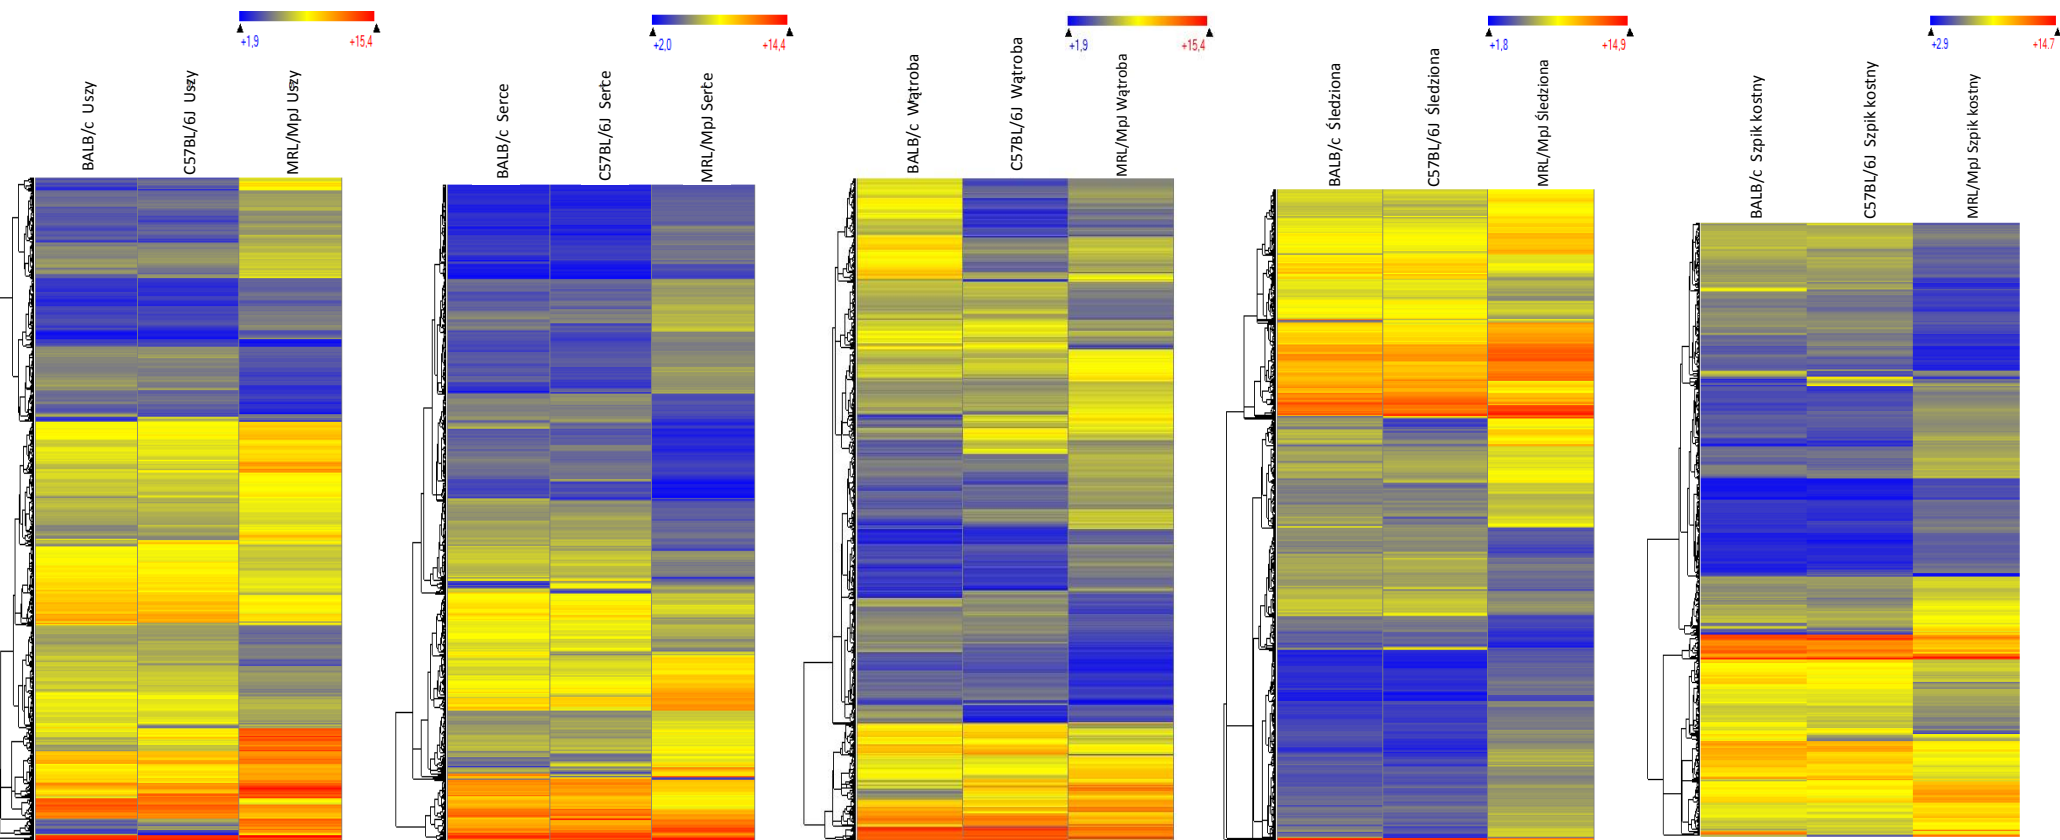 +1,9 +15,4
BALB/c Uszy
C57BL/6J Uszy
MRL/MpJ Uszy
+2,0 +14,4
BALB/c Serce
C57BL/6J Serce
MRL/MpJ Serce
+1,9 +15,4
BALB/c Wątroba
C57BL/6J Wątroba
MRL/MpJ Wątroba
+1,8 +14,9
BALB/c Śledziona
C57BL/6J Śledziona
MRL/MpJ Śledziona
+2.9 +14.7
BALB/c Szpik kostny
C57BL/6J Szpik kostny
MRL/MpJ Szpik kostny